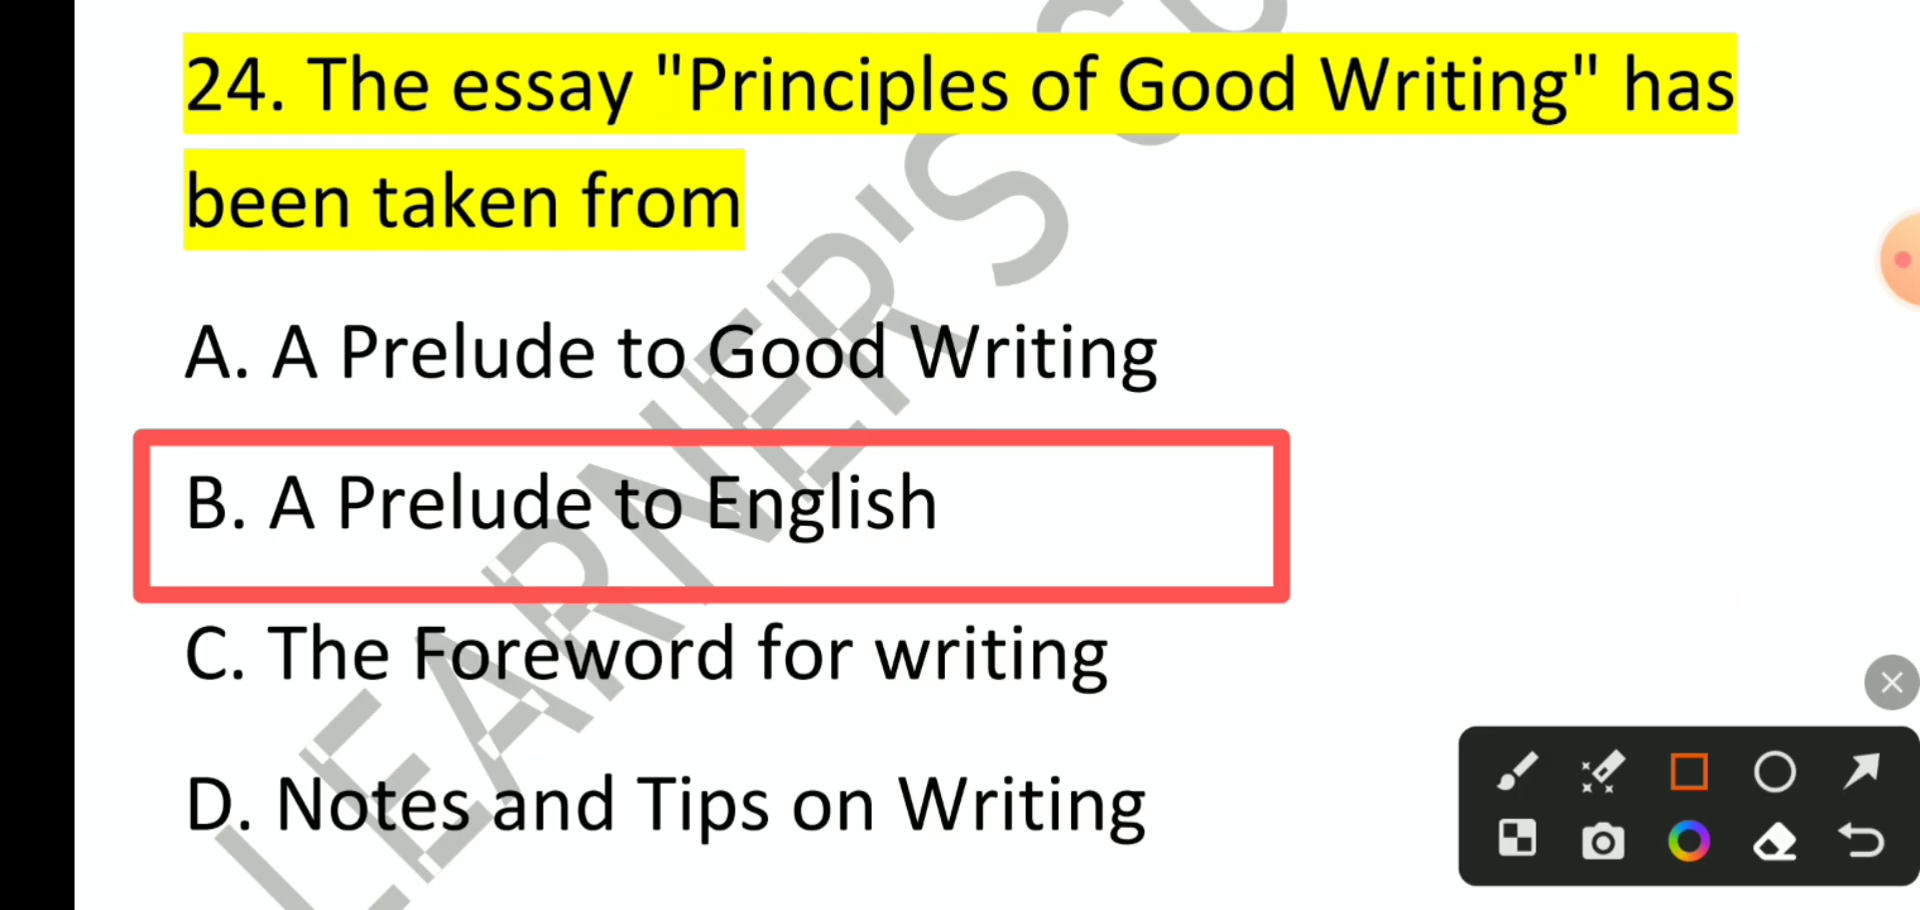 24. The essay "Principles of Good Writing" has
been taken from
A. A Prelude to Good Writing
B. A Prelude to English
C. The Foreword for writing
D. Notes and Tips on Writing
LEARNER'S